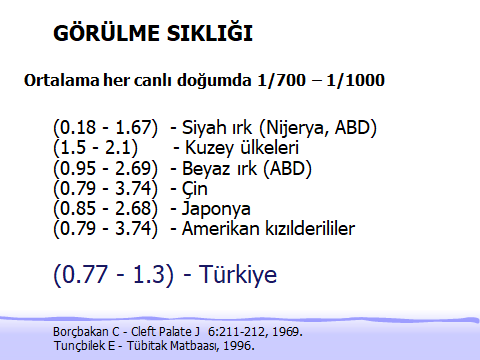 GÖRÜLME SIKLIĞI
Ortalama her canlı doğumda 1/700 – 1/1000
(0.18 - 1.67) - Siyah ırk (Nijerya, ABD)
(1.5 - 2.1) - Kuzey ülkeleri
(0.95 - 2.69) - Beyaz ırk (ABD)
(0.79 - 3.74) - Çin
(0.85 - 2.68) - Japonya
(0.79 - 3.74) - Amerikan kızılderililer
(0.77 - 1.3) - Türkiye
Borçbakan C - Cleft Palate J 6:211-212, 1969.
Tunçbilek E - Tübitak Matbaası, 1996.